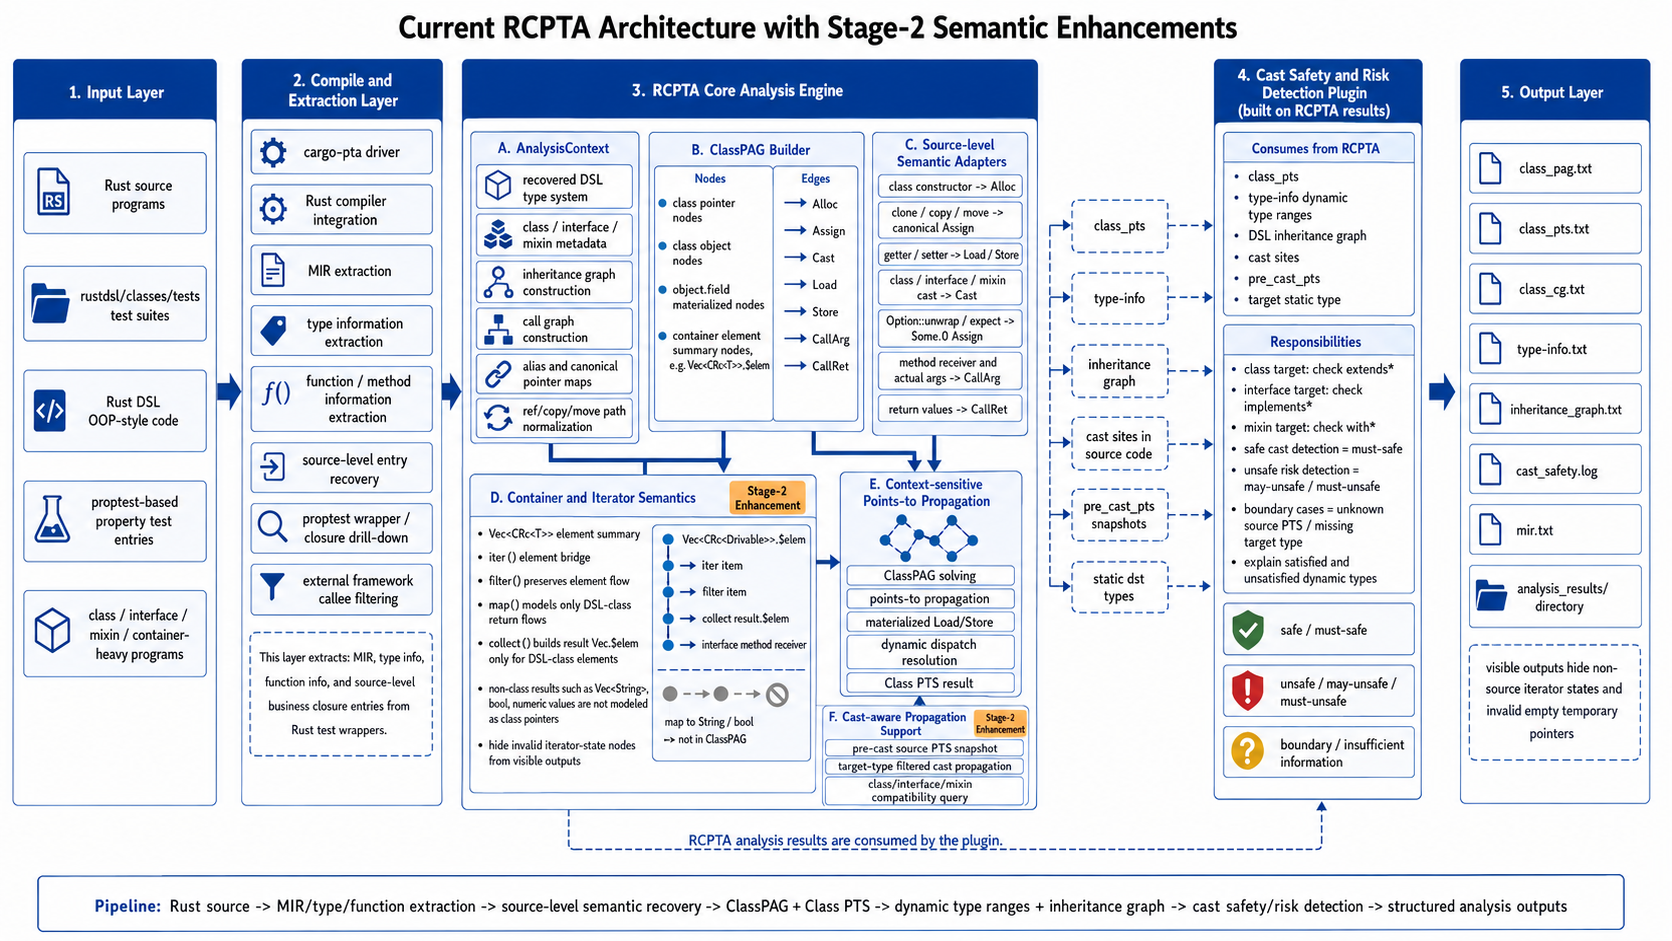 Current RCPTA Architecture with Stage-2 Semantic Enhancements
1. Input Layer
RS
Rust source
programs
rustdsl/classes/tests
test suites
</>
Rust DSL
OOP-style code
proptest-based
property test
entries
class / interface /
mixin / container-
heavy programs
2. Compile and
Extraction Layer
cargo-pta driver
Rust compiler
integration
MIR extraction
type information
extraction
f()
function / method
information
extraction
source-level entry
recovery
proptest wrapper /
closure drill-down
external framework
callee filtering
This layer extracts: MIR, type info,
function info, and source-level
business closure entries from
Rust test wrappers.
3. RCPTA Core Analysis Engine
A. AnalysisContext
recovered DSL
type system
class / interface /
mixin metadata
inheritance graph
construction
call graph
construction
alias and canonical
pointer maps
ref/copy/move path
normalization
B. ClassPAG Builder
Nodes
class pointer
nodes
class object
nodes
object.field
materialized nodes
container element
summary nodes,
e.g. Vec<CRc<T>>.$elem
Edges
Alloc
Assign
Cast
Load
Store
CallArg
CallRet
C. Source-level
Semantic Adapters
class constructor -> Alloc
clone / copy / move ->
canonical Assign
getter / setter -> Load / Store
class / interface / mixin
cast -> Cast
Option::unwrap / expect ->
Some.0 Assign
method receiver and
actual args -> CallArg
return values -> CallRet
D. Container and Iterator Semantics
Stage-2
Enhancement
• Vec<CRc<T>> element summary
• iter () element bridge
• filter() preserves element flow
• map() models only DSL-class
return flows
• collect() builds result Vec.$elem
only for DSL-class elements
• non-class results such as Vec<String>,
bool, numeric values are not modeled
as class pointers
• hide invalid iterator-state nodes
from visible outputs
Vec<CRc<Drivable>>.$elem
iter item
filter item
collect result.$elem
interface method receiver
map to String / bool
--> not in ClassPAG
E. Context-sensitive
Points-to Propagation
ClassPAG solving
points-to propagation
materialized Load/Store
dynamic dispatch
resolution
Class PTS result
F. Cast-aware Propagation
Support
Stage-2
Enhancement
pre-cast source PTS snapshot
target-type filtered cast propagation
class/interface/mixin
compatibility query
class_pts
type-info
inheritance
graph
cast sites in
source code
pre_cast_pts
snapshots
static dst
types
4. Cast Safety and Risk
Detection Plugin
(built on RCPTA results)
Consumes from RCPTA
• class_pts
• type-info dynamic
type ranges
• DSL inheritance graph
• cast sites
• pre_cast_pts
• target static type
Responsibilities
• class target: check extends*
• interface target: check
implements*
• mixin target: check with*
• safe cast detection = must-safe
• unsafe risk detection =
may-unsafe / must-unsafe
• boundary cases = unknown
source PTS / missing
target type
• explain satisfied and
unsatisfied dynamic types
safe / must-safe
unsafe / may-unsafe /
must-unsafe
boundary / insufficient
information
5. Output Layer
class_pag.txt
class_pts.txt
class_cg.txt
type-info.txt
inheritance_graph.txt
cast_safety.log
mir.txt
analysis_results/
directory
visible outputs hide non-
source iterator states and
invalid empty temporary
pointers
RCPTA analysis results are consumed by the plugin.
Pipeline: Rust source -> MIR/type/function extraction -> source-level semantic recovery -> ClassPAG + Class PTS -> dynamic type ranges + inheritance graph -> cast safety/risk detection -> structured analysis outputs